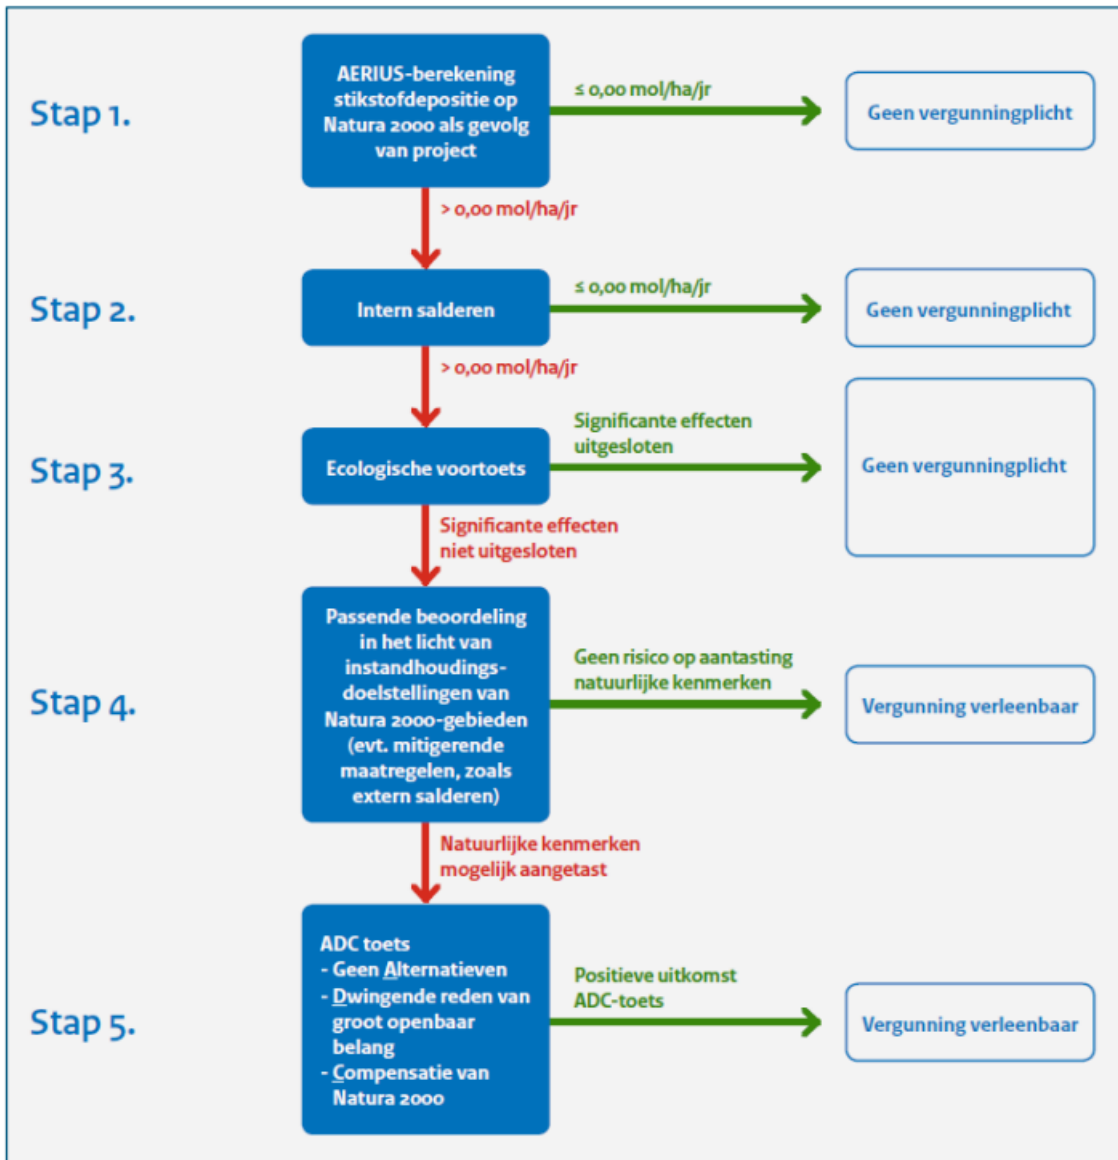 Stap 1.
AERIUS-berekening
stikstofdepositie op
Natura 2000 als gevolg
van project
≤ 0,00 mol/ha/jr
Geen vergunningplicht
> 0,00 mol/ha/jr
Stap 2.
Intern salderen
≤ 0,00 mol/ha/jr
Geen vergunningplicht
> 0,00 mol/ha/jr
Stap 3.
Ecologische voortoets
Significante effecten
uitgesloten
Geen vergunningplicht
Significante effecten
niet uitgesloten
Stap 4.
Passende beoordeling
in het licht van
instandhoudings-
doelstellingen van
Natura 2000-gebieden
(evt. mitigerende
maatregelen, zoals
extern salderen)
Geen risico op aantasting
natuurlijke kenmerken
Vergunning verleenbaar
Natuurlijke kenmerken
mogelijk aangetast
Stap 5.
ADC toets
- Geen Alternatieven
- Dwingende reden van
groot openbaar
belang
- Compensatie van
Natura 2000
Positieve uitkomst
ADC-toets
Vergunning verleenbaar